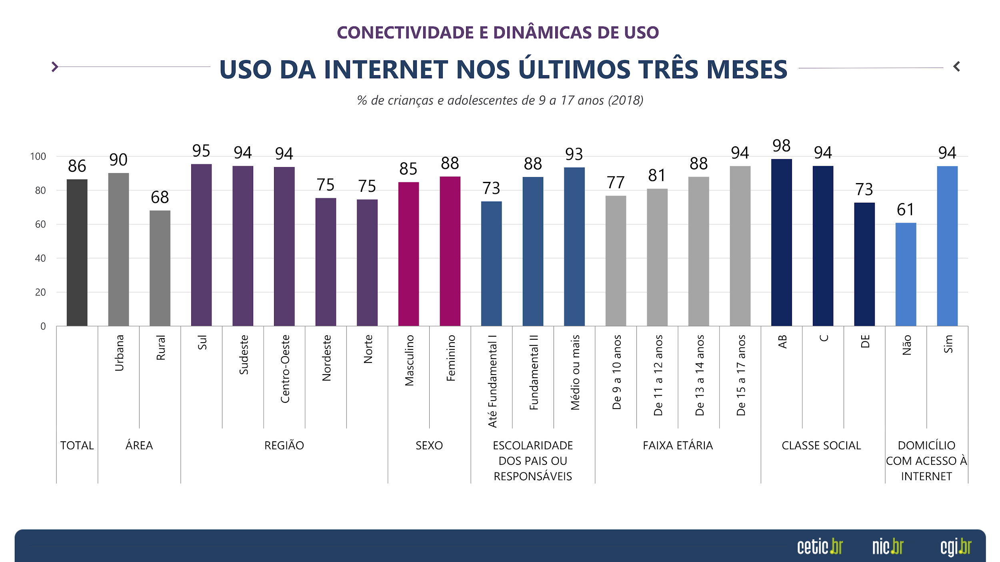 CONECTIVIDADE E DINÂMICAS DE USO
USO DA INTERNET NOS ÚLTIMOS TRÊS MESES
% de crianças e adolescentes de 9 a 17 anos (2018)
100
80
60
40
20
0
86
90
68
95
94
94
75
75
85
88
73
88
93
77
81
88
94
98
94
73
61
94
Urbana
Rural
Sul
Sudeste
Centro-Oeste
Nordeste
Norte
Masculino
Feminino
Até Fundamental I
Fundamental II
Médio ou mais
De 9 a 10 anos
De 11 a 12 anos
De 13 a 14 anos
De 15 a 17 anos
AB
C
DE
Não
Sim
TOTAL
ÁREA
REGIÃO
SEXO
ESCOLARIDADE
DOS PAIS OU
RESPONSÁVEIS
FAIXA ETÁRIA
CLASSE SOCIAL
DOMICÍLIO
COM ACESSO À
INTERNET
cetic.br
nic.br
cgi.br